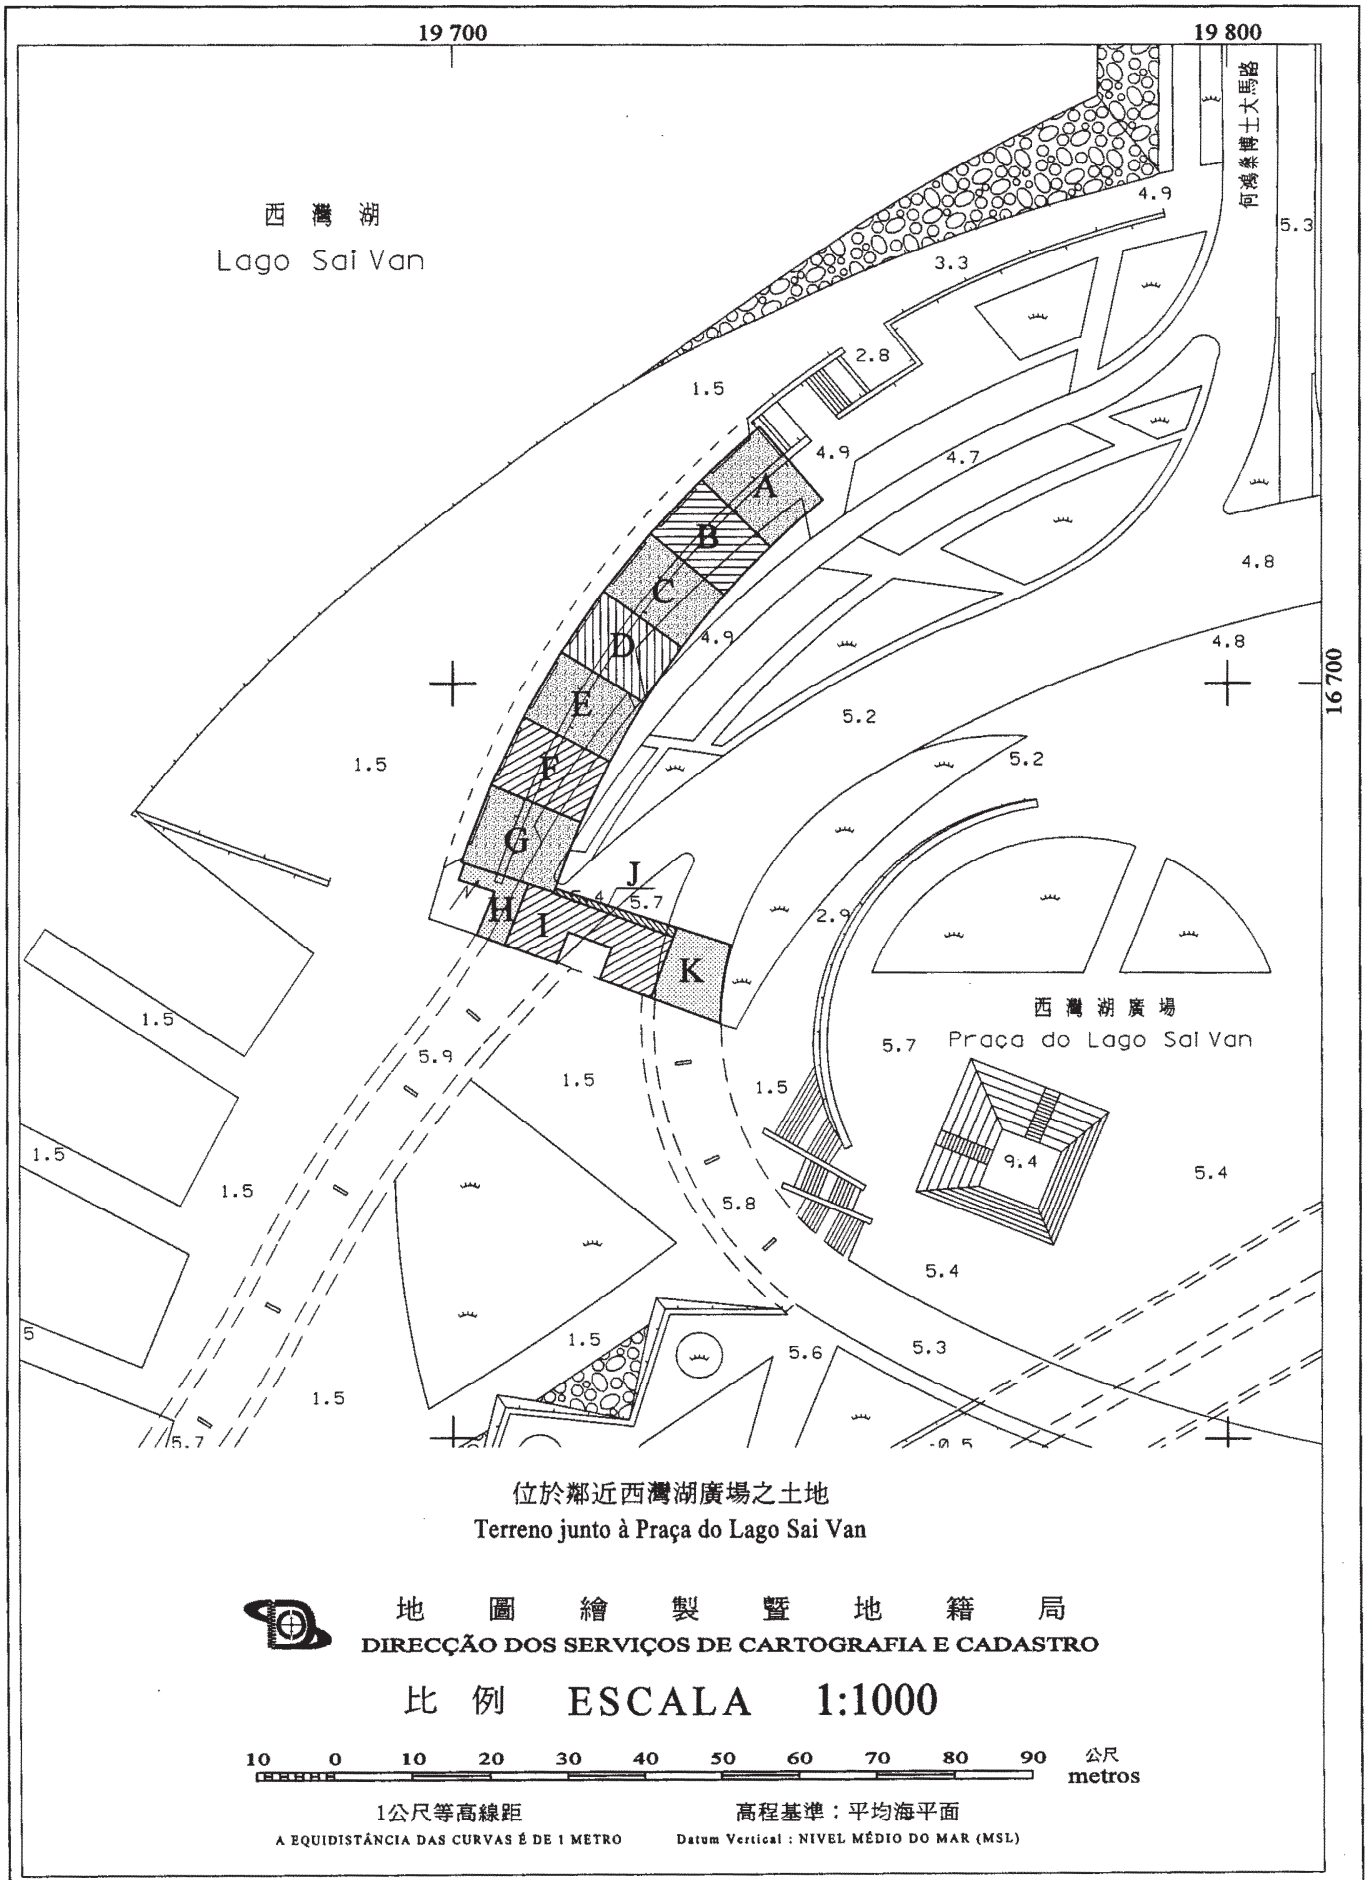 19 700
19 800
何鴻燊博士大馬路
4.9
5.3
西灣湖
Lago Sai Van
3.3
2.8
1.5
4.9
4.7
A
B
4.8
C
D
4.9
4.8
16 700
E
5.2
F
1.5
5.2
G
J
5.4
5.7
H
I
2.9
K
西灣湖廣場
Praça do Lago Sai Van
1.5
5.7
5.9
1.5
1.5
1.5
9.4
5.4
1.5
5.8
5.4
5
1.5
5.6
5.3
1.5
5.7
-0.5
位於鄰近西灣湖廣場之土地
Terreno junto à Praça do Lago Sai Van
地圖繪製暨地籍局
DIRECÇÃO DOS SERVIÇOS DE CARTOGRAFIA E CADASTRO
比例 ESCALA 1:1000
10 0 10 20 30 40 50 60 70 80 90 公尺
metros
1公尺等高線距 高程基準：平均海平面
A EQUIDISTÂNCIA DAS CURVAS É DE 1 METRO Datum Vertical : NIVEL MÉDIO DO MAR (MSL)